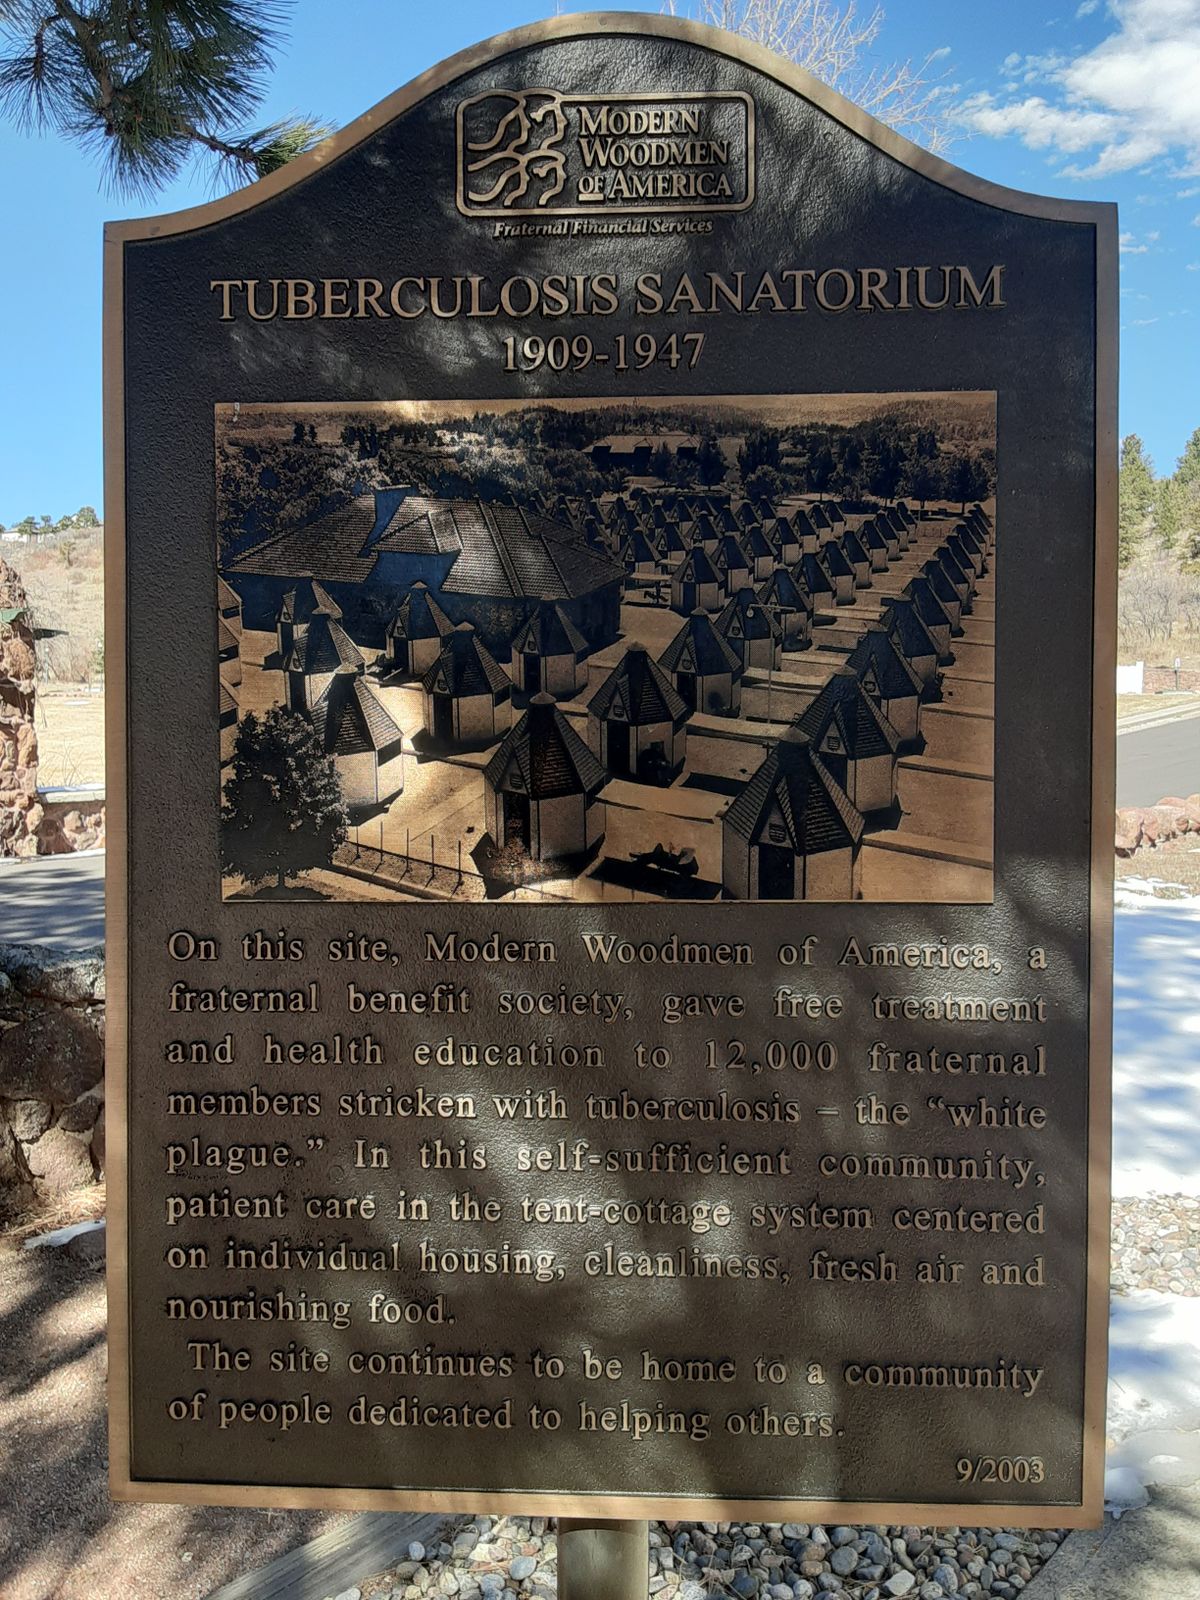 MODERN
WOODMEN
OF AMERICA
Fraternal Financial Services
TUBERCULOSIS SANATORIUM
1909-1947
On this site, Modern Woodmen of America, a
fraternal benefit society, gave free treatment
and health education to 12,000 fraternal
members stricken with tuberculosis – the “white
plague.” In this self-sufficient community,
patient care in the tent-cottage system centered
on individual housing, cleanliness, fresh air and
nourishing food.
The site continues to be home to a community
of people dedicated to helping others.
9/2003